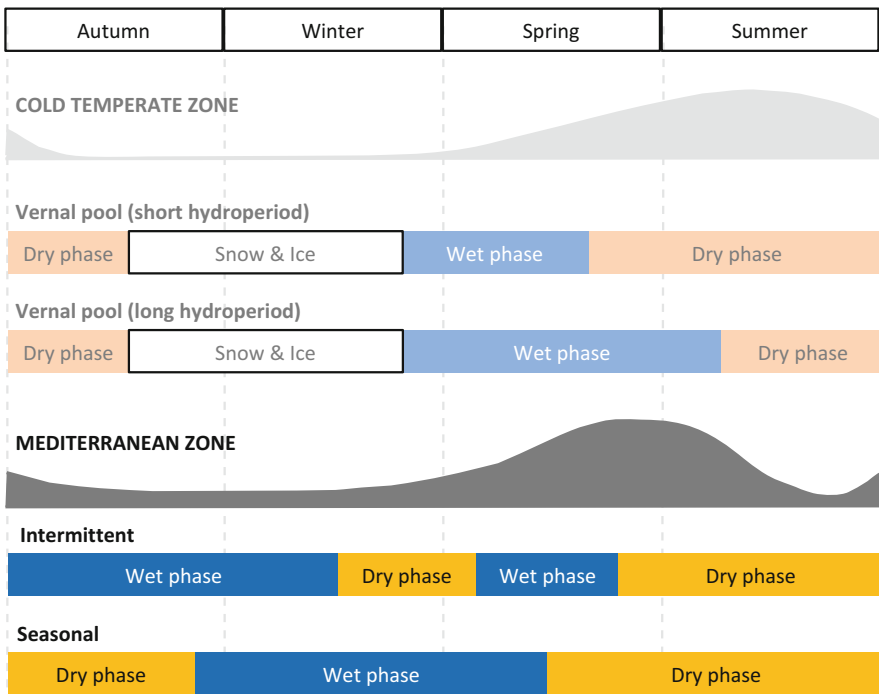 Autumn Winter Spring Summer
COLD TEMPERATE ZONE
Vernal pool (short hydroperiod)
Dry phase Snow & Ice Wet phase Dry phase
Vernal pool (long hydroperiod)
Dry phase Snow & Ice Wet phase Dry phase
MEDITERRANEAN ZONE
Intermittent
Wet phase Dry phase Wet phase Dry phase
Seasonal
Dry phase Wet phase Dry phase